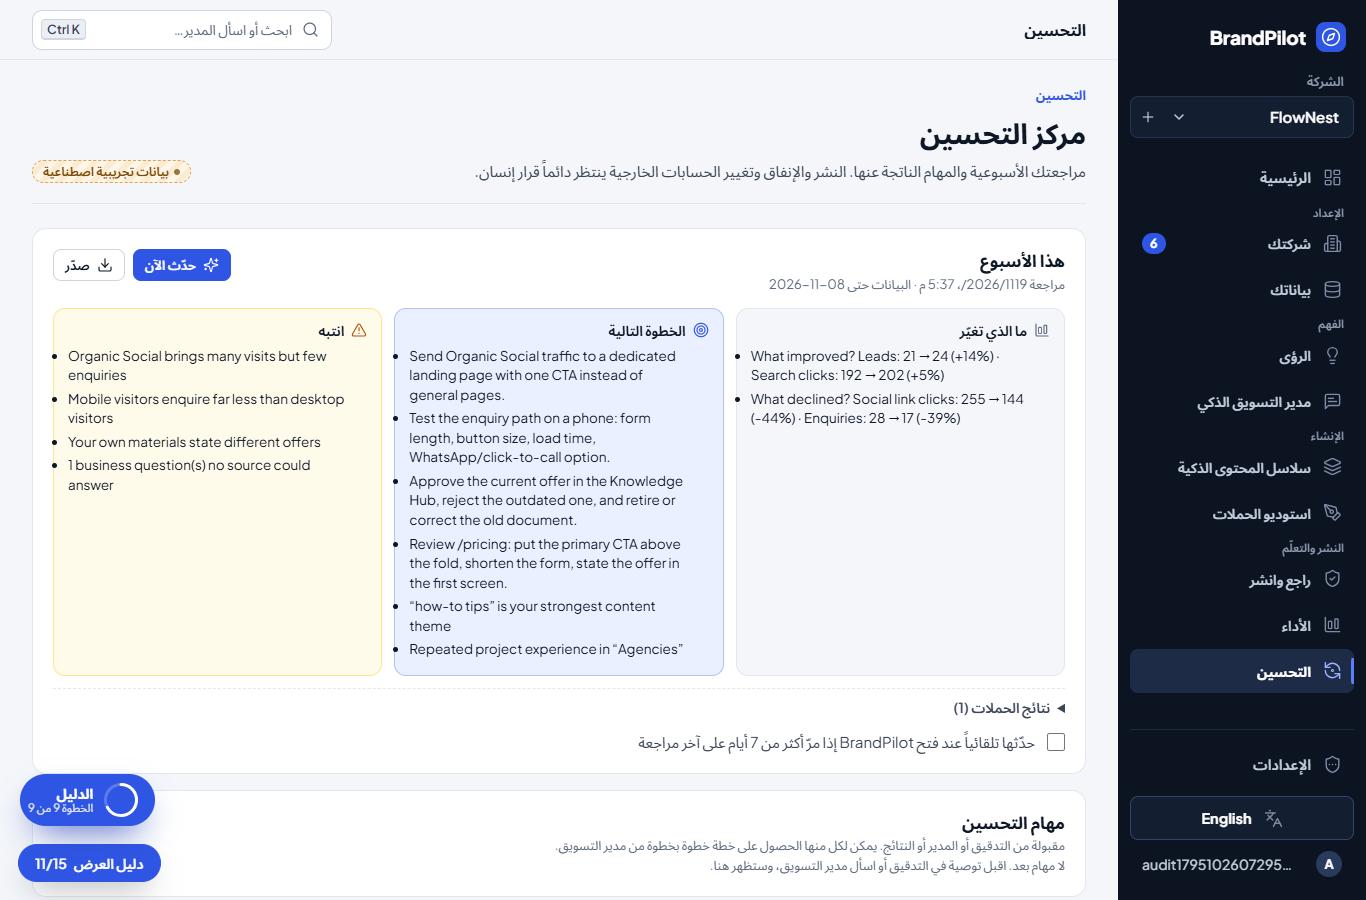 BrandPilot
الشركة
FlowNest
الرئيسية
الإعداد
شركتك
6
بياناتك
الفهم
الرؤى
مدير التسويق الذكي
الإنشاء
سلاسل المحتوى الذكية
استوديو الحملات
النشر والتعلّم
راجع وانشر
الأداء
التحسين
الإعدادات
English
A
audit1795102607295...
التحسين
ابحث أو اسأل المدير...
Ctrl K
التحسين
مركز التحسين
مراجعتك الأسبوعية والمهام الناتجة عنها. النشر والإنفاق وتغيير الحسابات الخارجية ينتظر دائماً قرار إنسان.
بيانات تجريبية اصطناعية
هذا الأسبوع
مراجعة 1119/2026/، 5:37 م · البيانات حتى 08-11-2026
حدّث الآن
صدّر
ما الذي تغيّر
What improved? Leads: 21 → 24 (+14%) ·
Search clicks: 192 → 202 (+5%)
What declined? Social link clicks: 255 → 144
(-44%) · Enquiries: 28 → 17 (-39%)
الخطوة التالية
Send Organic Social traffic to a dedicated
landing page with one CTA instead of
general pages.
Test the enquiry path on a phone: form
length, button size, load time,
WhatsApp/click-to-call option.
Approve the current offer in the Knowledge
Hub, reject the outdated one, and retire or
correct the old document.
Review /pricing: put the primary CTA above
the fold, shorten the form, state the offer in
the first screen.
“how-to tips” is your strongest content
theme
Repeated project experience in “Agencies”
انتبه
Organic Social brings many visits but few
enquiries
Mobile visitors enquire far less than desktop
visitors
Your own materials state different offers
1 business question(s) no source could
answer
نتائج الحملات (1)
حدّثها تلقائياً عند فتح BrandPilot إذا مرّ أكثر من 7 أيام على آخر مراجعة
مهام التحسين
مقبولة من التدقيق أو المدير أو النتائج. يمكن لكل منها الحصول على خطة خطوة بخطوة من مدير التسويق.
لا مهام بعد. اقبل توصية في التدقيق أو اسأل مدير التسويق، وستظهر هنا.
الدليل
الخطوة 9 من 9
دليل العرض 11/15